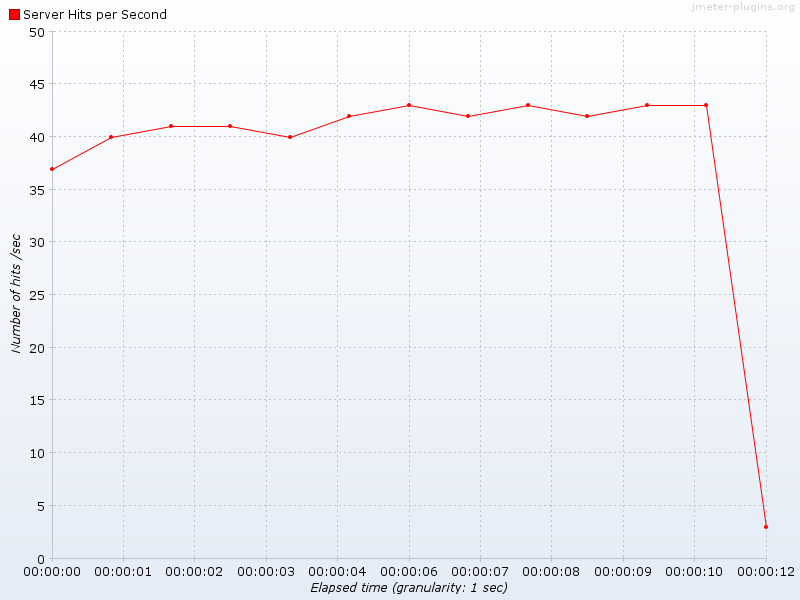 jmeter-plugins.org
Server Hits per Second
50
45
40
35
30
25
20
15
10
5
0
Number of hits /sec
00:00:00 00:00:01 00:00:02 00:00:03 00:00:04 00:00:06 00:00:07 00:00:08 00:00:09 00:00:10 00:00:12
Elapsed time (granularity: 1 sec)